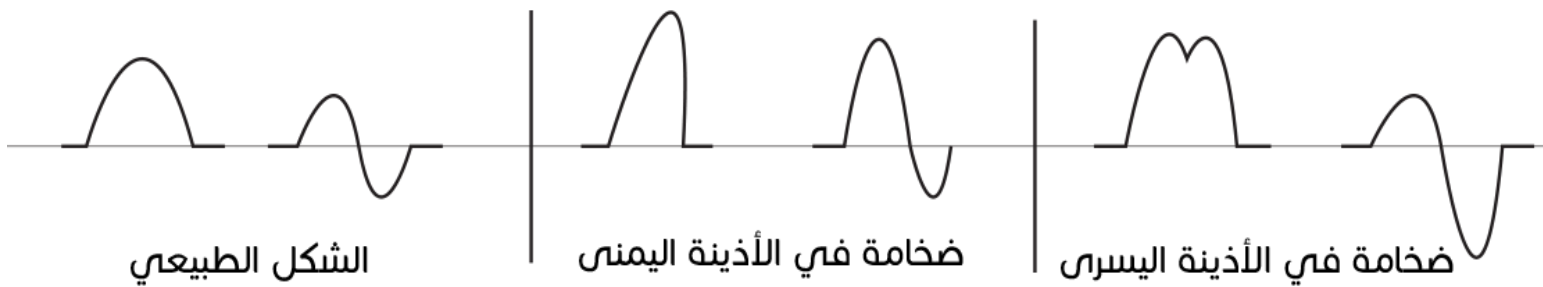 الشكل الطبيعي
ضخامة في الأذينة اليمنى
ضخامة في الأذينة اليسرى